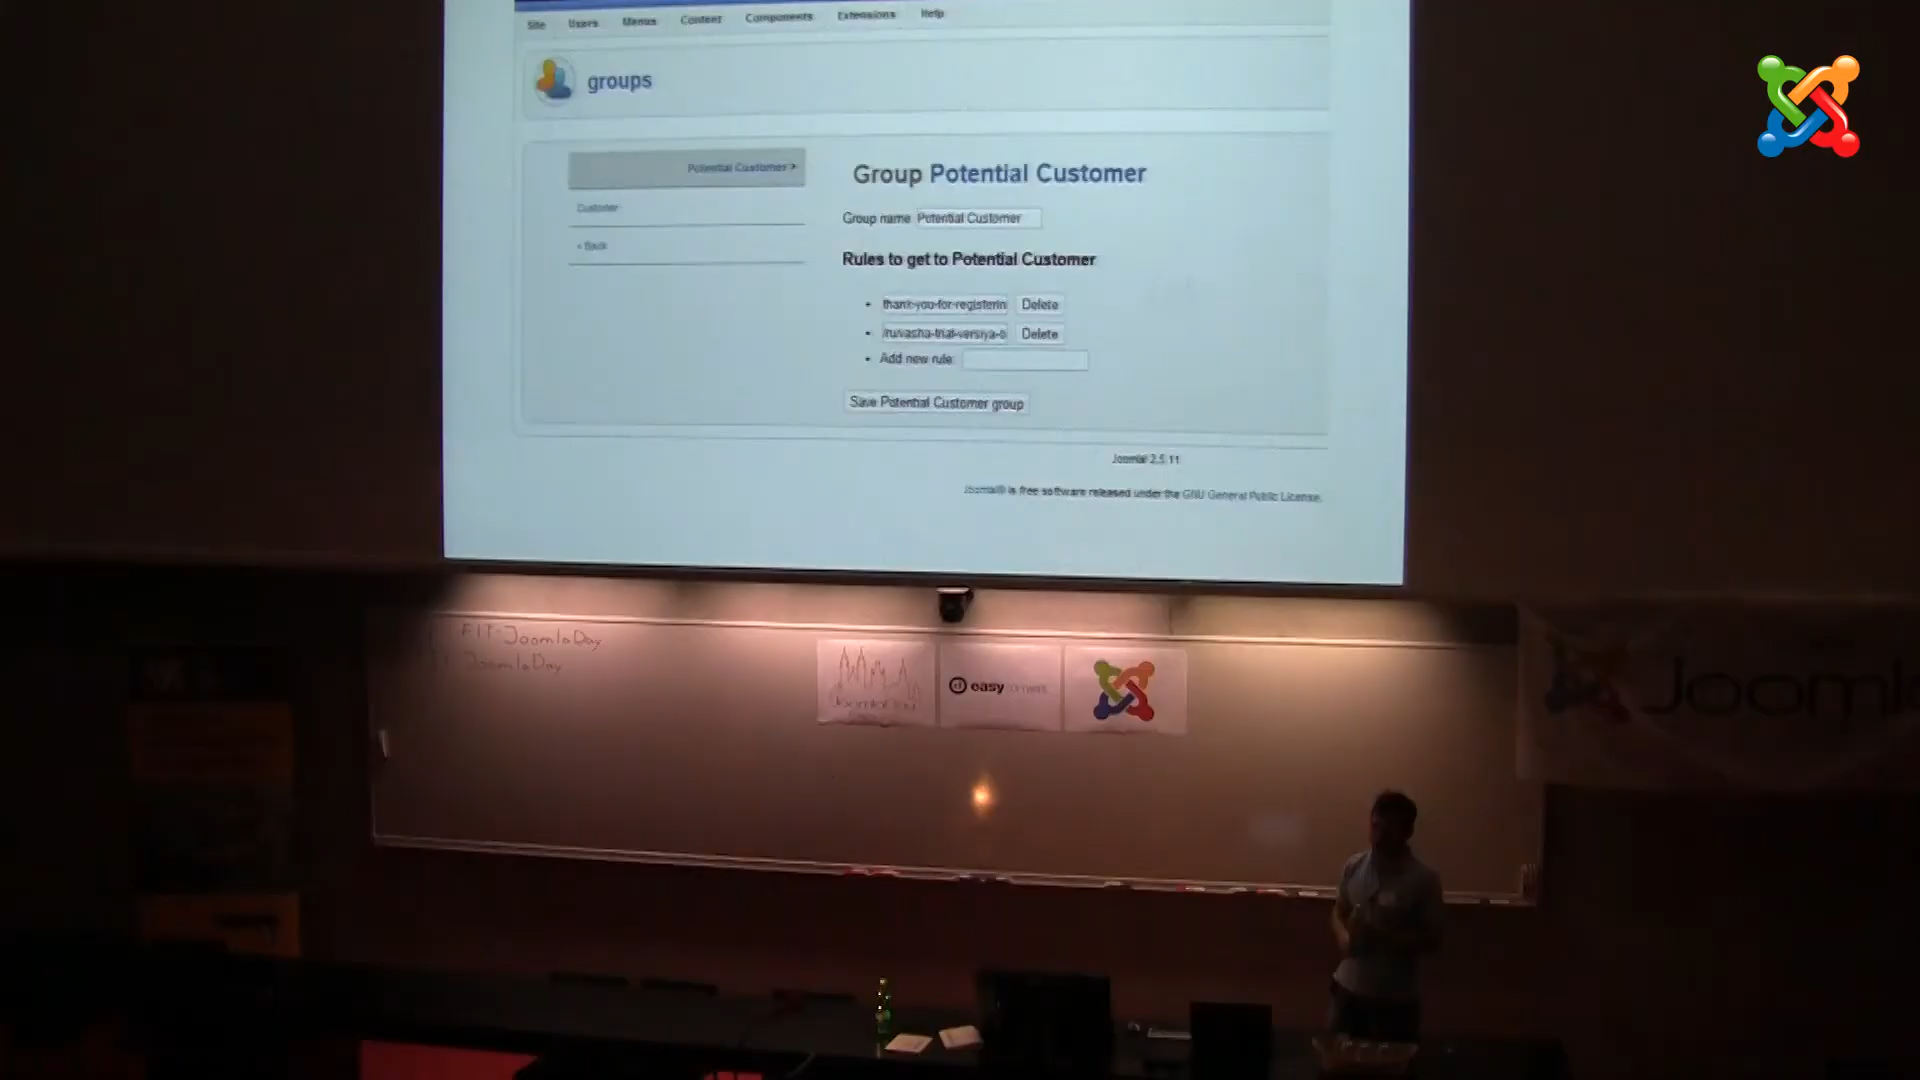 Site Users Menus Content Components Extensions Help
groups
Potential Customer >
Customer
< Back
Group Potential Customer
Group name Potential Customer
Rules to get to Potential Customer
thank-you-for-registerin Delete
/ru/vasha-trial-versiya-o Delete
Add new rule:
Save Potential Customer group
Joomla! 2.5.11
Joomla!® is free software released under the GNU General Public License.
FIT-JoomlaDay
JoomlaDay
easy
Joomla